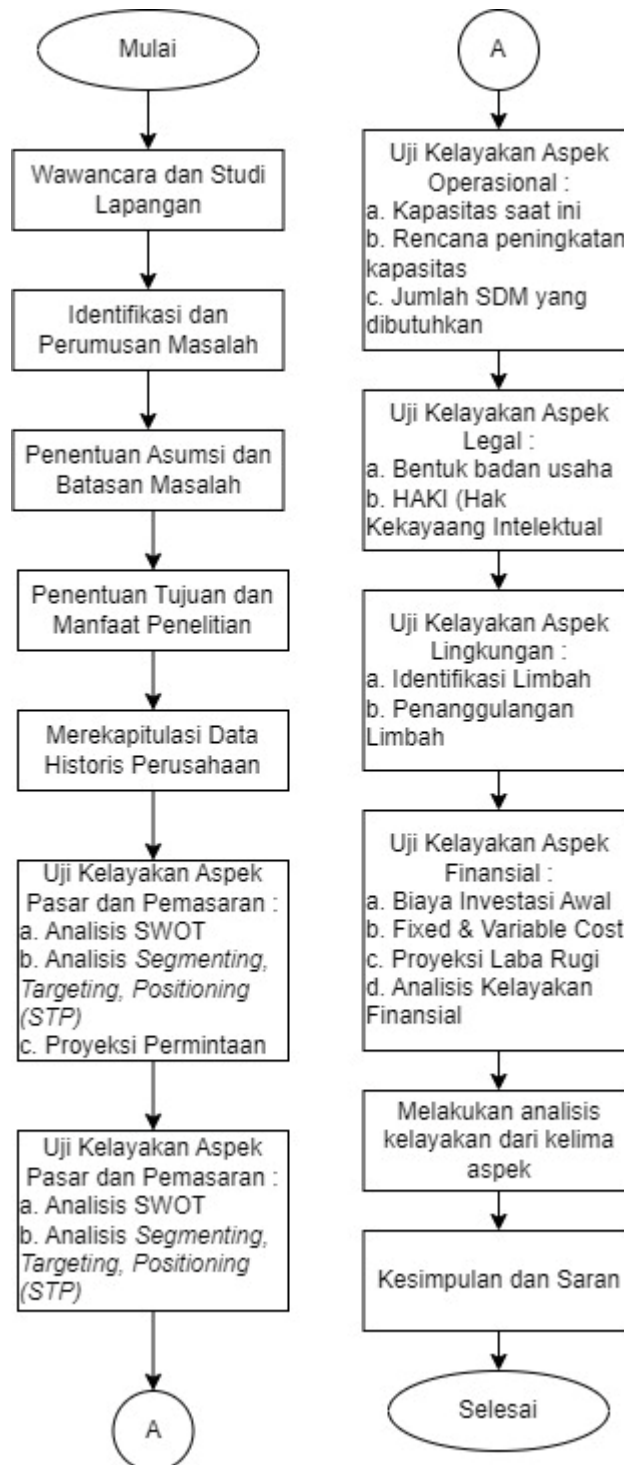 Mulai
Wawancara dan Studi
Lapangan
Identifikasi dan
Perumusan Masalah
Penentuan Asumsi dan
Batasan Masalah
Penentuan Tujuan dan
Manfaat Penelitian
Merekapitulasi Data
Historis Perusahaan
Uji Kelayakan Aspek
Pasar dan Pemasaran :
a. Analisis SWOT
b. Analisis Segmenting,
Targeting, Positioning
(STP)
c. Proyeksi Permintaan
Uji Kelayakan Aspek
Pasar dan Pemasaran :
a. Analisis SWOT
b. Analisis Segmenting,
Targeting, Positioning
(STP)
A
A
Uji Kelayakan Aspek
Operasional :
a. Kapasitas saat ini
b. Rencana peningkatan
kapasitas
c. Jumlah SDM yang
dibutuhkan
Uji Kelayakan Aspek
Legal :
a. Bentuk badan usaha
b. HAKI (Hak
Kekayaang Intelektual
Uji Kelayakan Aspek
Lingkungan :
a. Identifikasi Limbah
b. Penanggulangan
Limbah
Uji Kelayakan Aspek
Finansial :
a. Biaya Investasi Awal
b. Fixed & Variable Cost
c. Proyeksi Laba Rugi
d. Analisis Kelayakan
Finansial
Melakukan analisis
kelayakan dari kelima
aspek
Kesimpulan dan Saran
Selesai